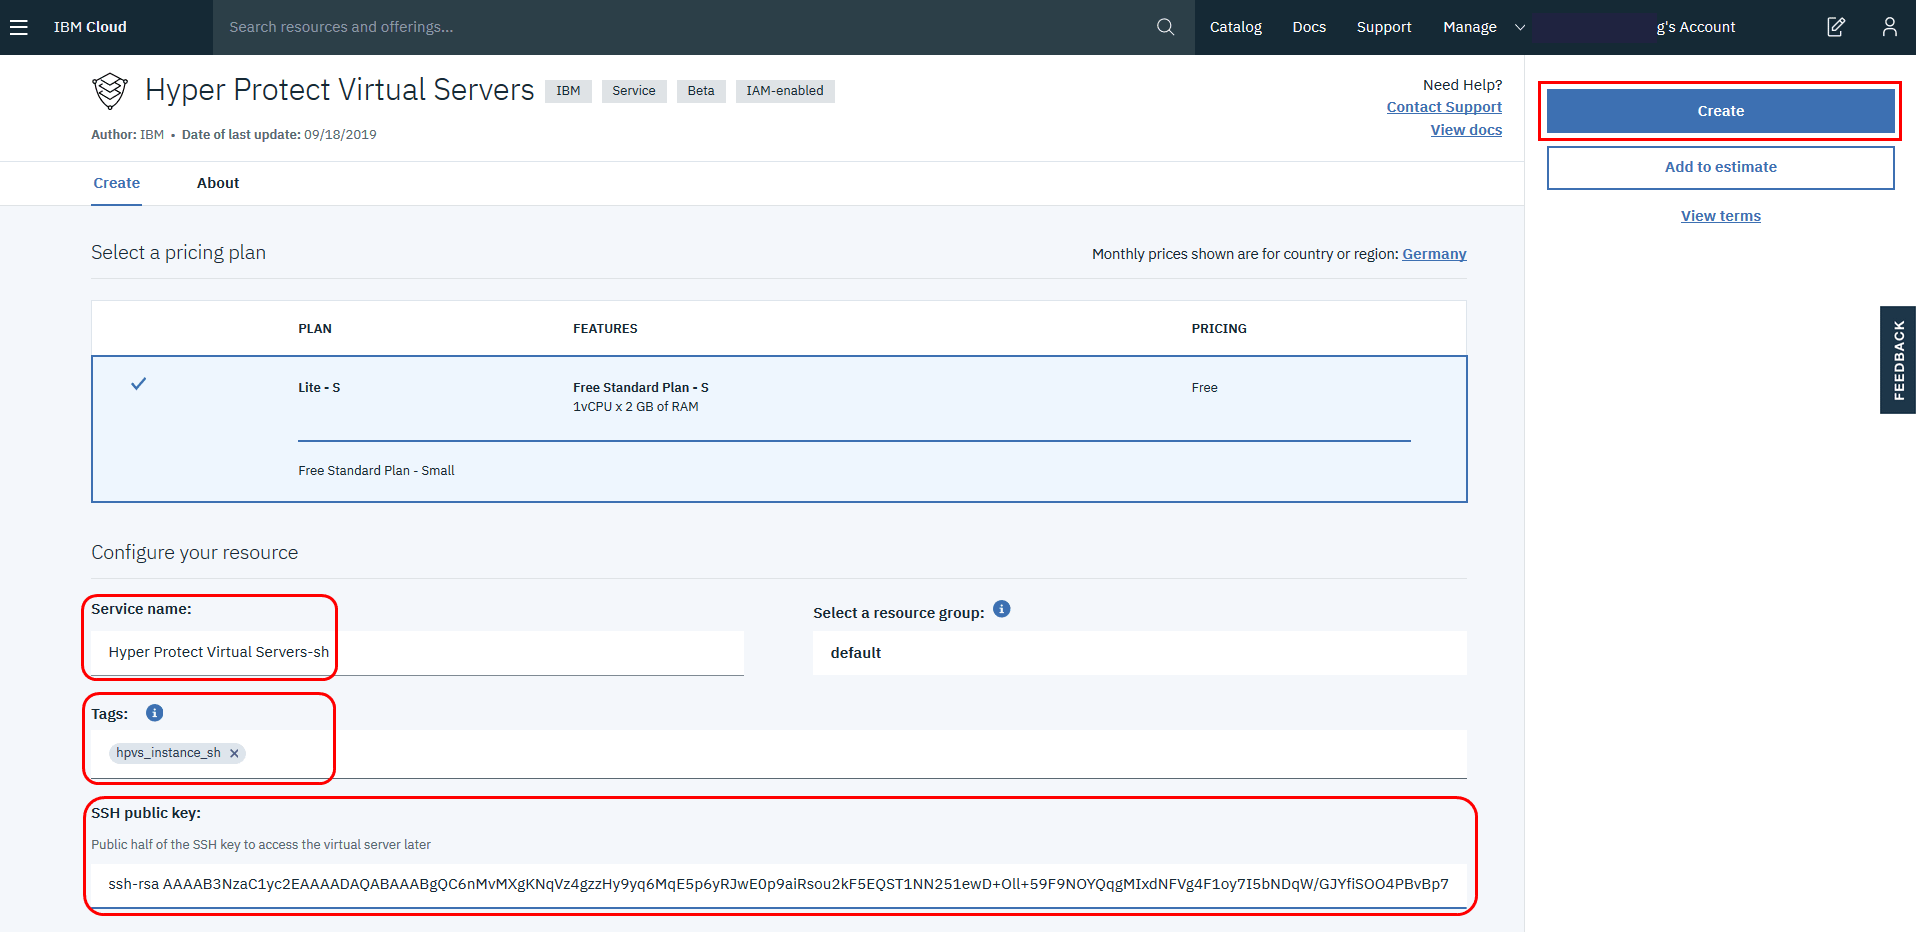 IBM Cloud
Search resources and offerings...
Catalog Docs Support Manage g's Account
Hyper Protect Virtual Servers IBM Service Beta IAM-enabled
Author: IBM • Date of last update: 09/18/2019
Need Help?
Contact Support
View docs
Create
Add to estimate
View terms
Create About
Select a pricing plan
Monthly prices shown are for country or region: Germany
PLAN FEATURES PRICING
Lite - S Free Standard Plan - S Free
1vCPU x 2 GB of RAM
Free Standard Plan - Small
FEEDBACK
Configure your resource
Service name:
Hyper Protect Virtual Servers-sh
Select a resource group:
default
Tags:
hpvs_instance_sh
SSH public key:
Public half of the SSH key to access the virtual server later
ssh-rsa AAAAB3NzaC1yc2EAAAADAQABAAABgQC6nMvMXgKNqVz4gzzHy9yq6MqE5p6yRJwE0p9aiRsou2kF5EQST1NN251ewD+Oll+59F9NOYQqgMIxdNFVg4F1oy7I5bNDqW/GJYfiSOO4PBvBp7